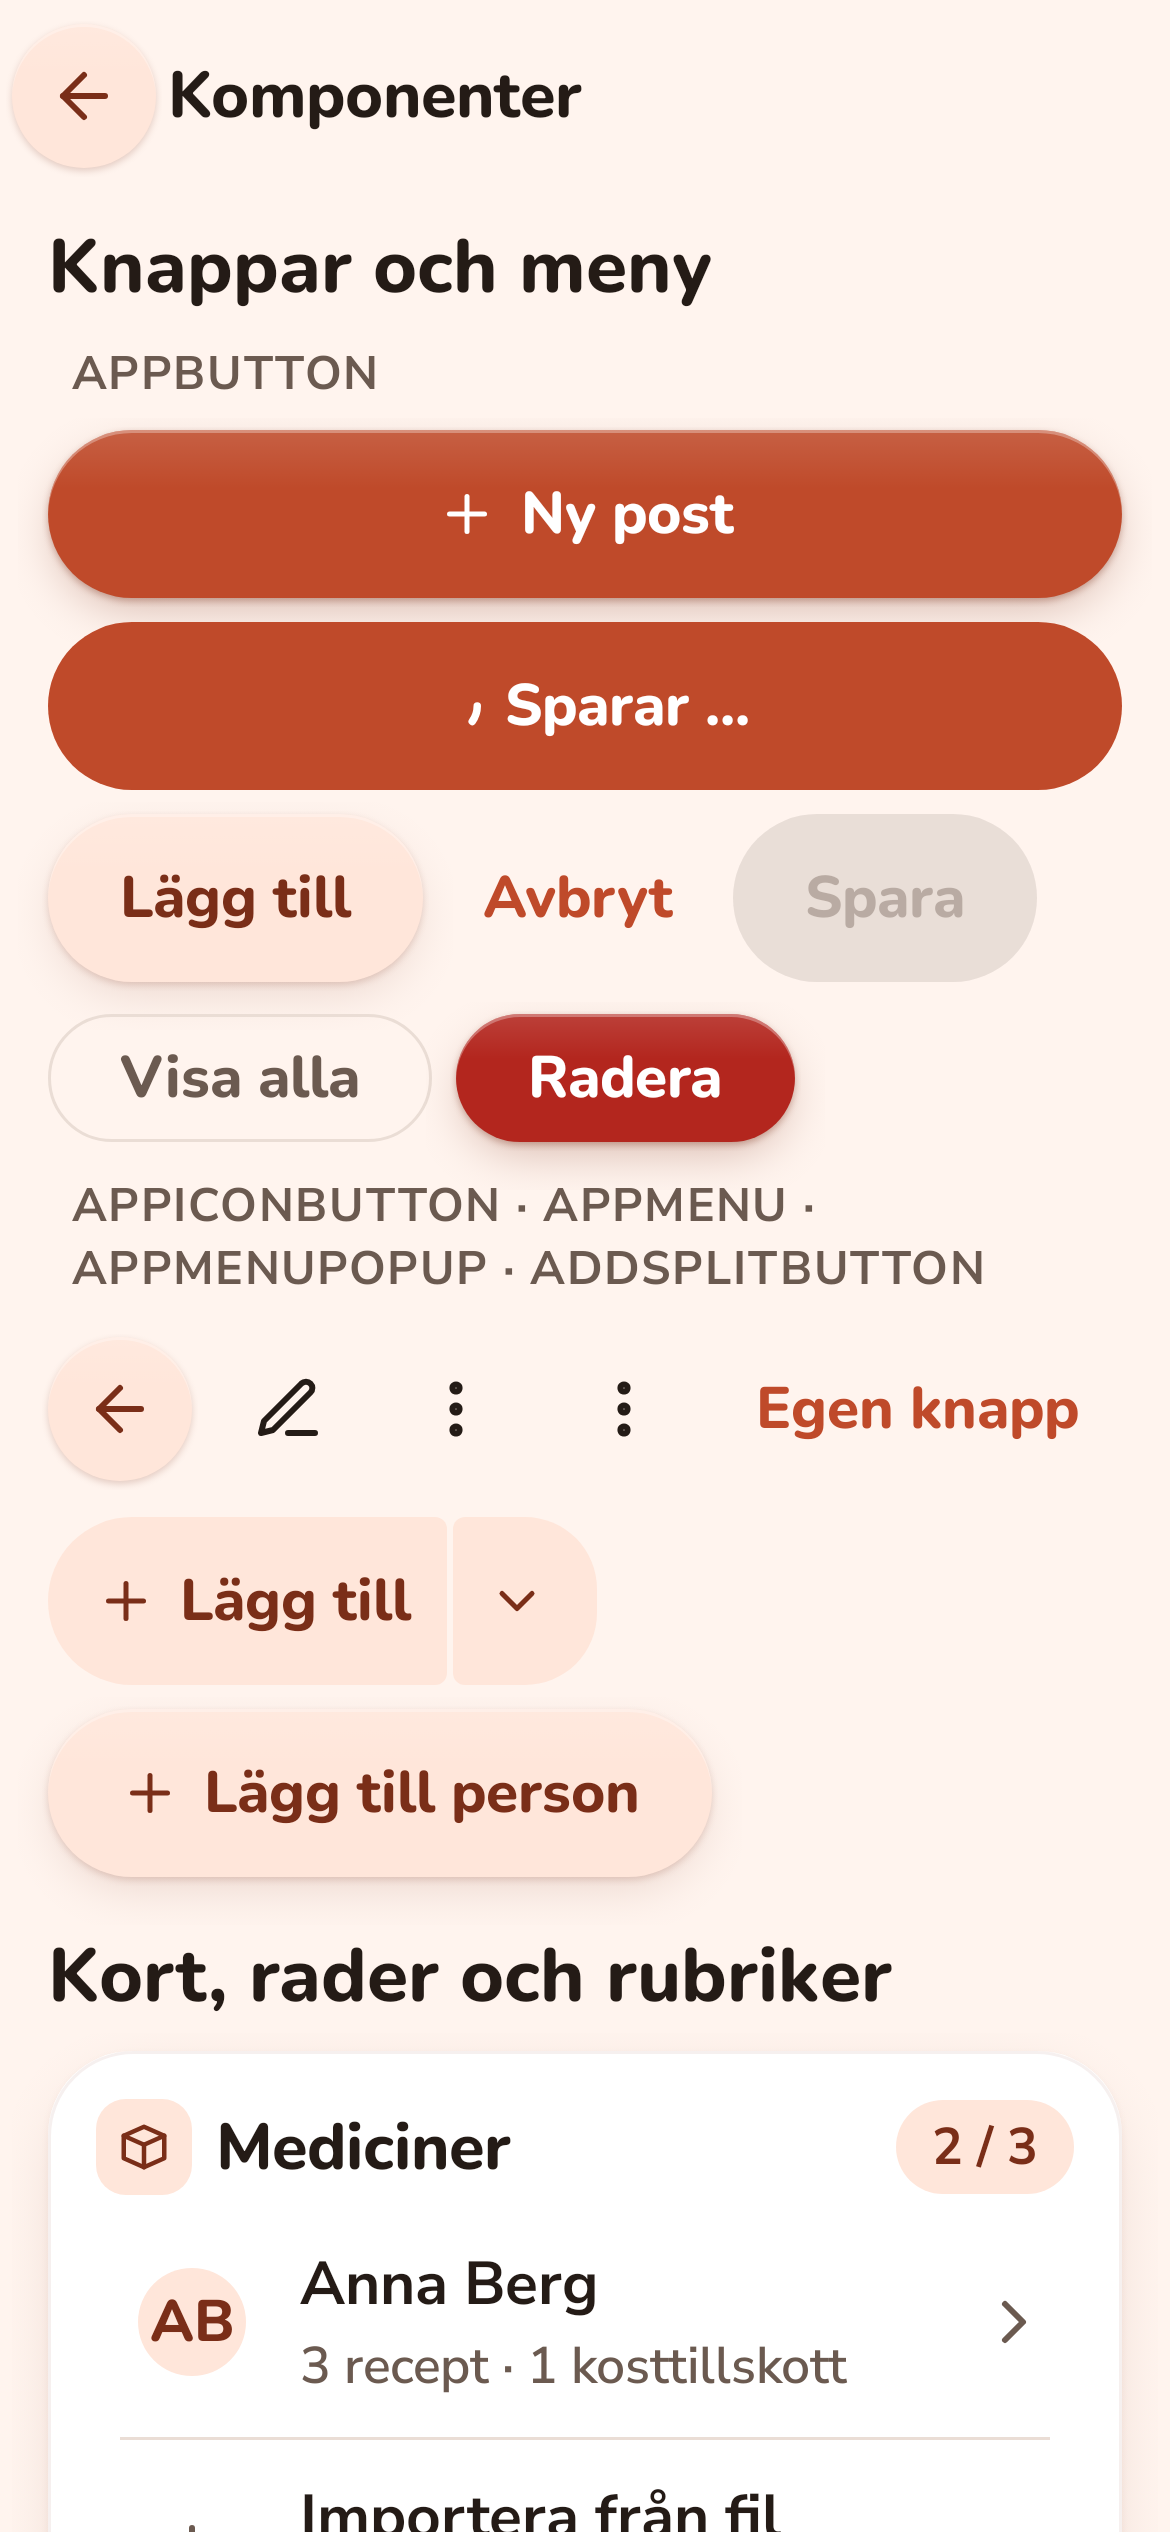 Komponenter
Knappar och meny
APPBUTTON
Ny post
Sparar ...
Lägg till
Avbryt
Spara
Visa alla
Radera
APPICONBUTTON · APPMENU ·
APPMENUPOPUP · ADDSPLITBUTTON
Egen knapp
Lägg till
Lägg till person
Kort, rader och rubriker
Mediciner
2 / 3
AB
Anna Berg
3 recept · 1 kosttillskott
Importera från fil